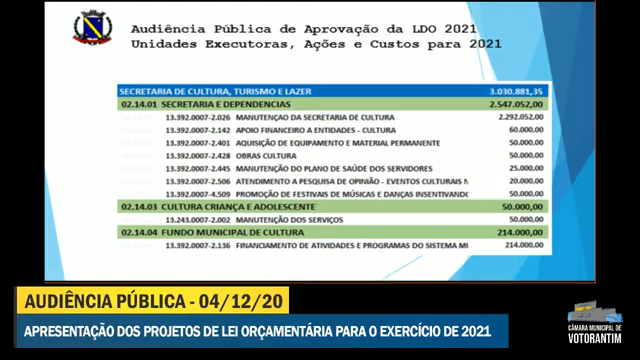 Audiência Pública de Aprovação da LDO 2021
Unidades Executoras, Ações e Custos para 2021
SECRETARIA DE CULTURA, TURISMO E LAZER 3.030.881,35
02.14.01 SECRETARIA E DEPENDENCIAS 2.547.052,00
13.392.0007-2.026 MANUTENÇAO DA SECRETARIA DE CULTURA 2.292.052,00
13.392.0007-2.142 APOIO FINANCEIRO A ENTIDADES - CULTURA 60.000,00
13.392.0007-2.401 AQUISIÇÃO DE EQUIPAMENTO E MATERIAL PERMANENTE 50.000,00
13.392.0007-2.428 OBRAS CULTURA 50.000,00
13.392.0007-2.445 MANUTENÇÃO DO PLANO DE SAÚDE DOS SERVIDORES 25.000,00
13.392.0007-2.506 ATENDIMENTO A PESQUISA DE OPINIÃO - EVENTOS CULTURAIS N 20.000,00
13.392.0007-4.509 PROMOÇÃO DE FESTIVAIS DE MÚSICAS E DANÇAS INSENTIVANDO 50.000,00
02.14.03 CULTURA CRIANÇA E ADOLESCENTE 50.000,00
13.243.0007-2.002 MANUTENÇÃO DOS SERVIÇOS 50.000,00
02.14.04 FUNDO MUNICIPAL DE CULTURA 214.000,00
13.392.0007-2.136 FINANCIAMENTO DE ATIVIDADES E PROGRAMAS DO SISTEMA MU 214.000,00
AUDIÊNCIA PÚBLICA - 04/12/20
APRESENTAÇÃO DOS PROJETOS DE LEI ORÇAMENTÁRIA PARA O EXERCÍCIO DE 2021
CÂMARA MUNICIPAL DE
VOTORANTIM